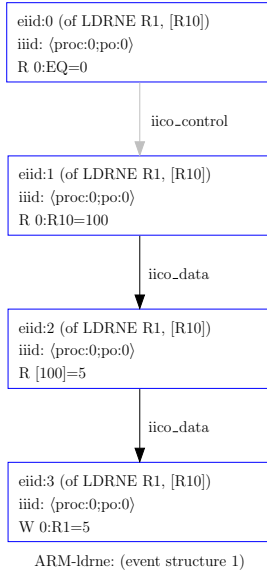 eiid:0 (of LDRNE R1, [R10])
iiid: ⟨proc:0;po:0⟩
R 0:EQ=0
iico_control
eiid:1 (of LDRNE R1, [R10])
iiid: ⟨proc:0;po:0⟩
R 0:R10=100
iico_data
eiid:2 (of LDRNE R1, [R10])
iiid: ⟨proc:0;po:0⟩
R [100]=5
iico_data
eiid:3 (of LDRNE R1, [R10])
iiid: ⟨proc:0;po:0⟩
W 0:R1=5
ARM-ldrne: (event structure 1)